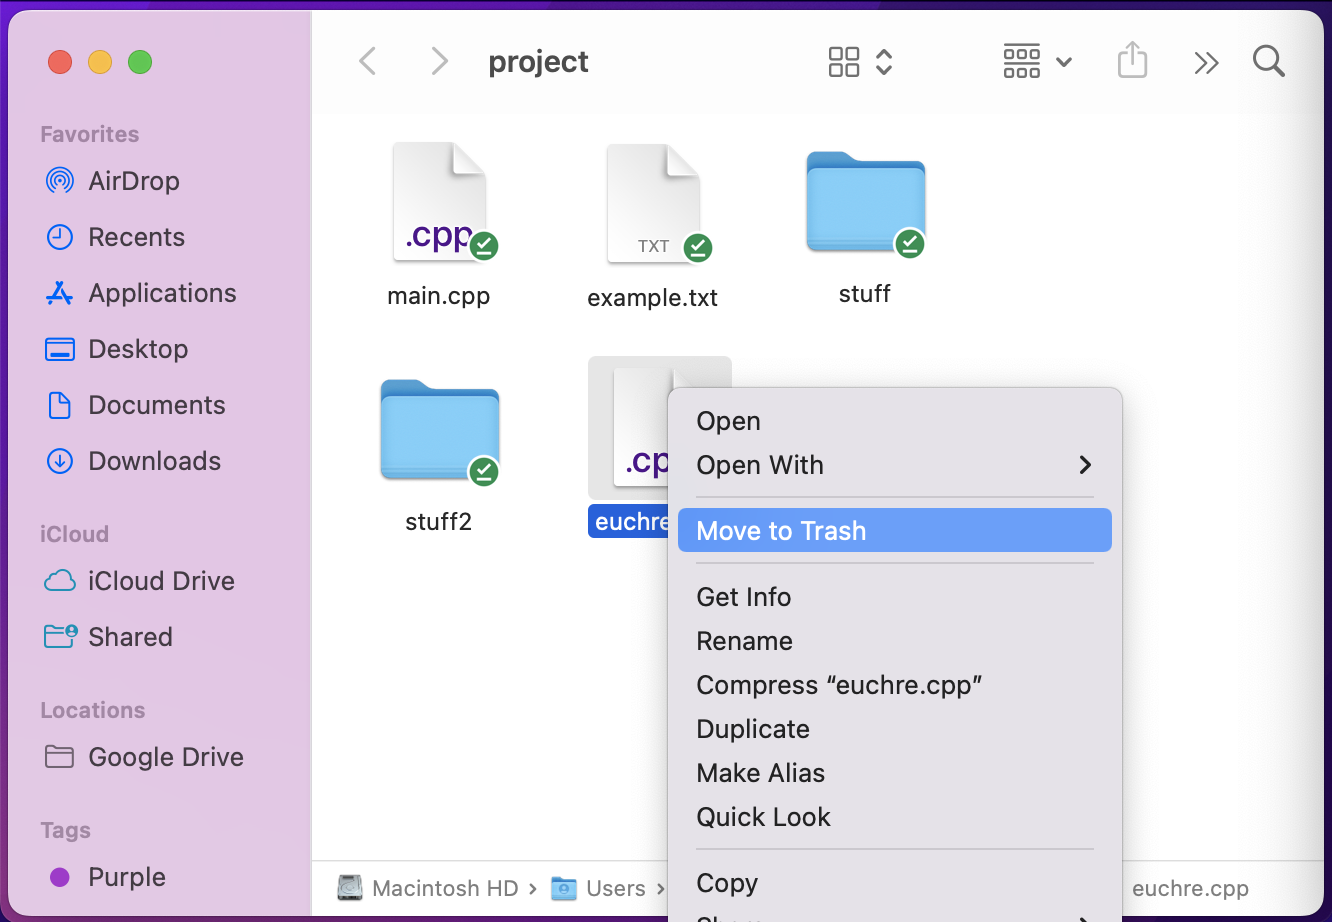 project
Favorites
AirDrop
Recents
Applications
Desktop
Documents
Downloads
iCloud
iCloud Drive
Shared
Locations
Google Drive
Tags
Purple
.cpp
main.cpp
TXT
example.txt
stuff
stuff2
.cp
euchre
Open
Open With
Move to Trash
Get Info
Rename
Compress “euchre.cpp”
Duplicate
Make Alias
Quick Look
Copy
Macintosh HD › Users ›
euchre.cpp